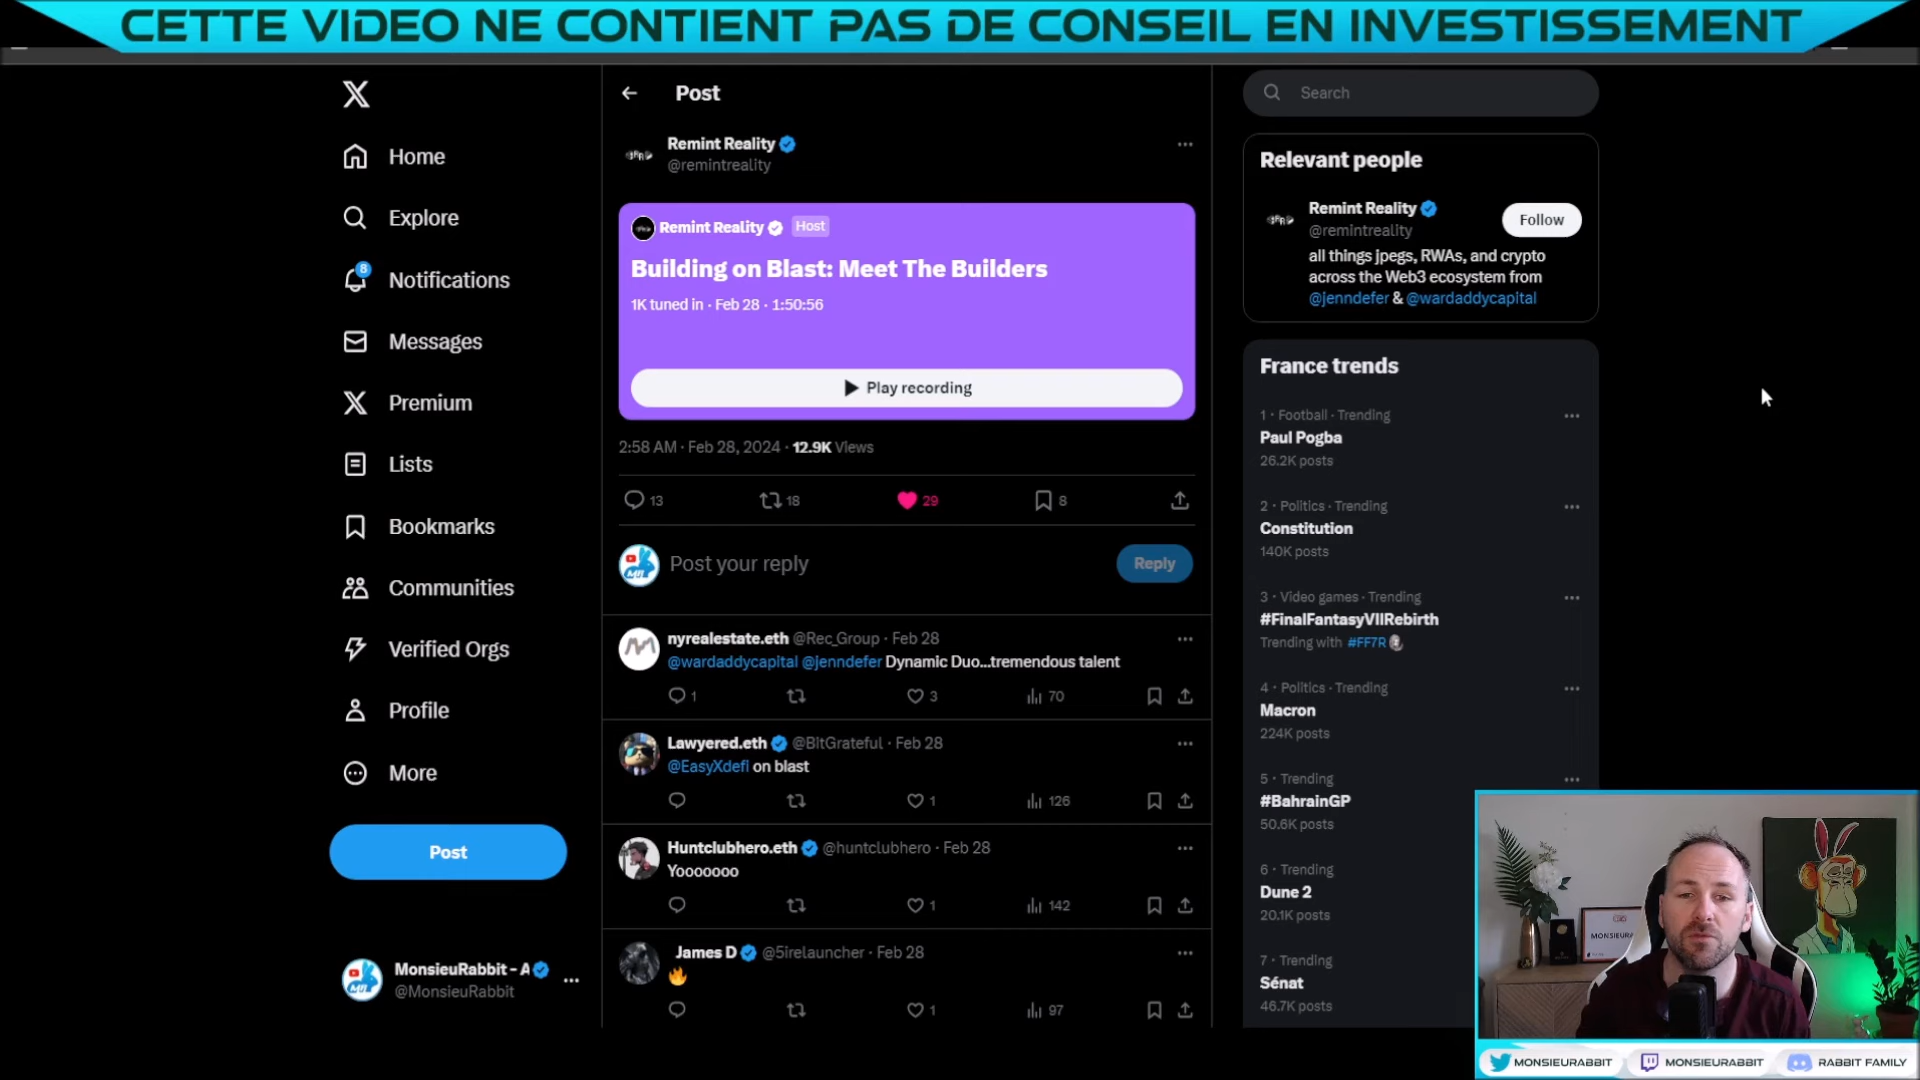 CETTE VIDEO NE CONTIENT PAS DE CONSEIL EN INVESTISSEMENT
Home
Explore
8
Notifications
Messages
Premium
Lists
Bookmarks
Communities
Verified Orgs
Profile
More
Post
MonsieuRabbit - A
@MonsieuRabbit
Post
Remint Reality
@remintreality
Remint Reality Host
Building on Blast: Meet The Builders
1K tuned in · Feb 28 · 1:50:56
Play recording
2:58 AM · Feb 28, 2024 · 12.9K Views
13 18 29 8
Post your reply
Reply
nyrealestate.eth @Rec_Group · Feb 28
@wardaddycapital @jenndefer Dynamic Duo...tremendous talent
1 3 70
Lawyered.eth @BitGrateful · Feb 28
@EasyXdefi on blast
1 126
Huntclubhero.eth @huntclubhero · Feb 28
Yooooooo
1 142
James D @5irelauncher · Feb 28
1 97
Search
Relevant people
Remint Reality
@remintreality
Follow
all things jpegs, RWAs, and crypto
across the Web3 ecosystem from
@jenndefer & @wardaddycapital
France trends
1 · Football · Trending
Paul Pogba
26.2K posts
2 · Politics · Trending
Constitution
140K posts
3 · Video games · Trending
#FinalFantasyVIIRebirth
Trending with #FF7R
4 · Politics · Trending
Macron
224K posts
5 · Trending
#BahrainGP
50.6K posts
6 · Trending
Dune 2
20.1K posts
7 · Trending
Sénat
46.7K posts
MONSIEURABBIT MONSIEURABBIT RABBIT FAMILY